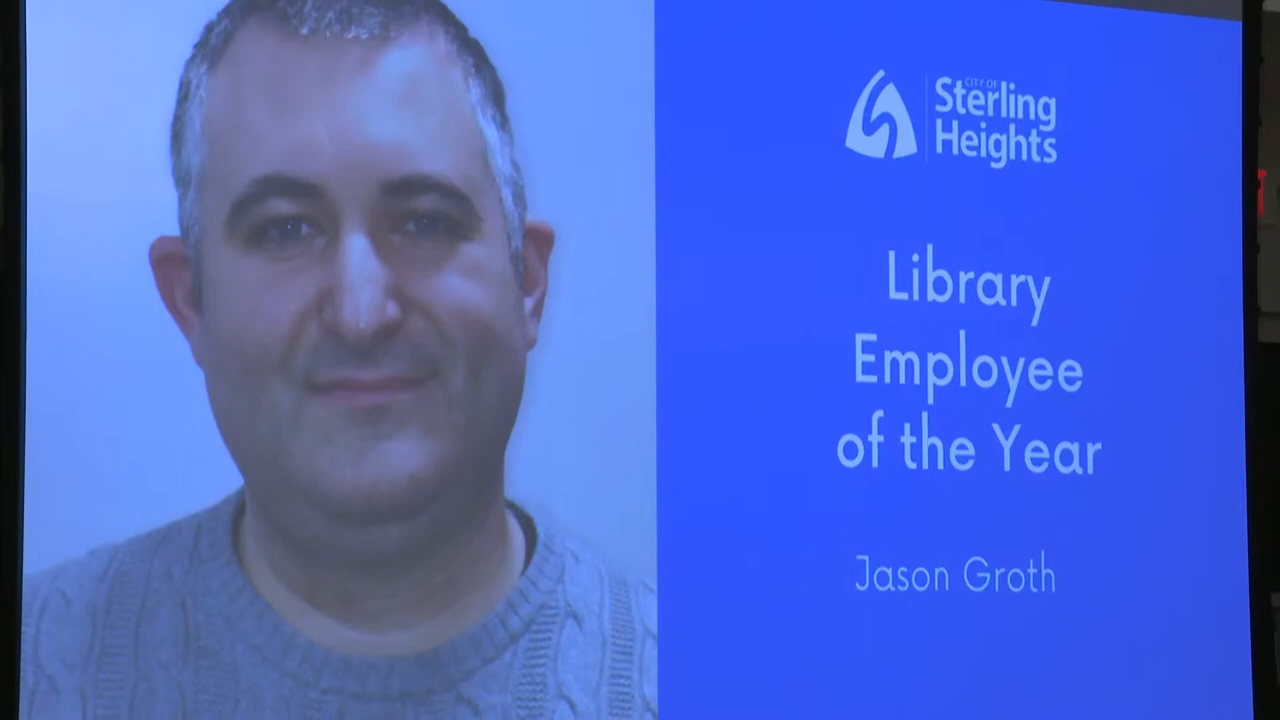 CITY OF
Sterling
Heights
Library
Employee
of the Year
Jason Groth